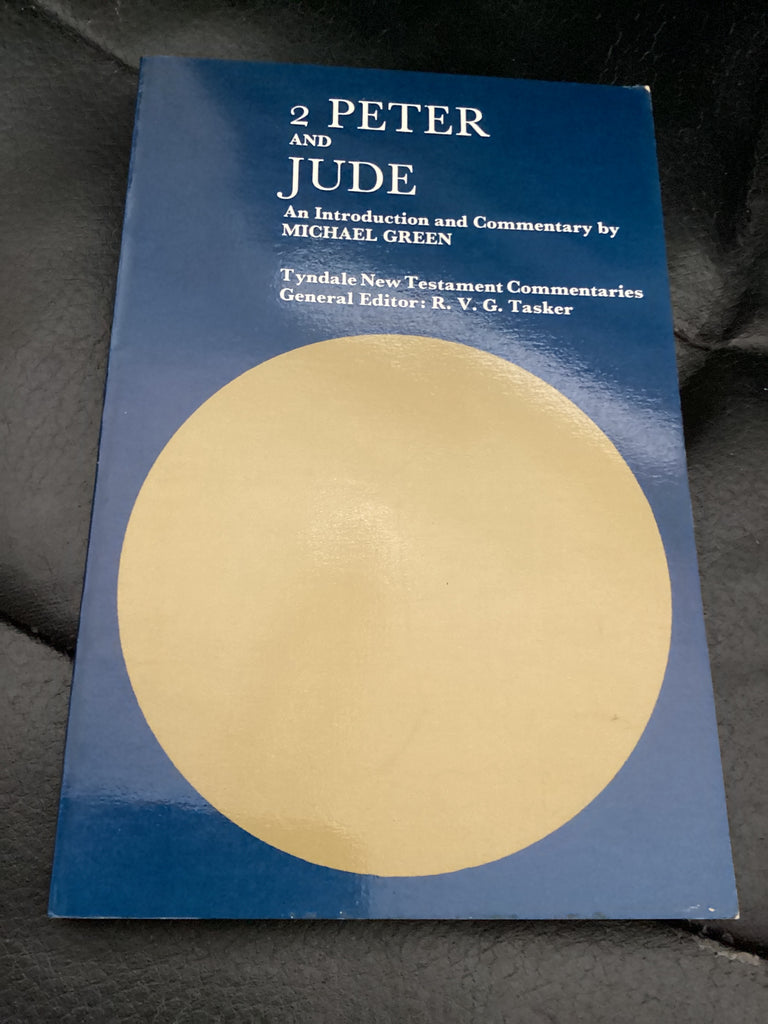 2 PETER
AND
JUDE
An Introduction and Commentary by
MICHAEL GREEN
Tyndale New Testament Commentaries
General Editor: R. V. G. Tasker